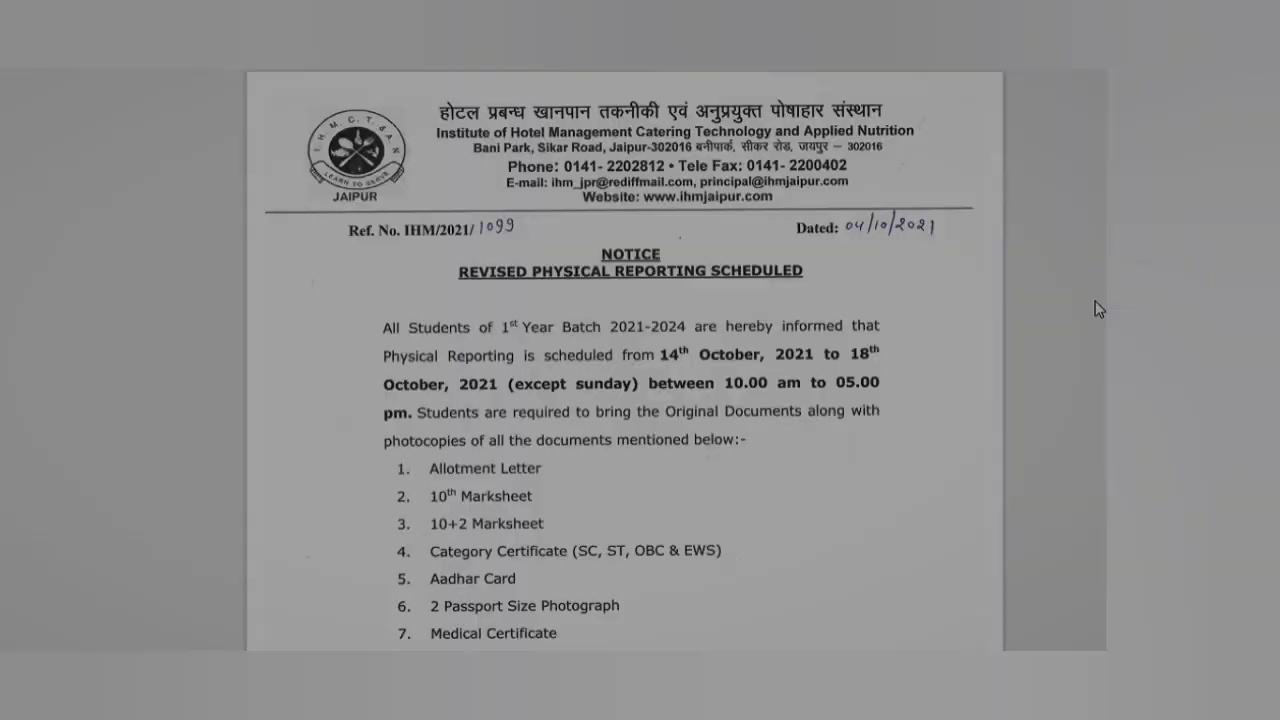 होटल प्रबन्ध खानपान तकनीकी एवं अनुप्रयुक्त पोषाहार संस्थान
Institute of Hotel Management Catering Technology and Applied Nutrition
Bani Park, Sikar Road, Jaipur-302016 बनीपार्क, सीकर रोड, जयपुर – 302016
Phone: 0141- 2202812 • Tele Fax: 0141- 2200402
E-mail: ihm_jpr@rediffmail.com, principal@ihmjaipur.com
Website: www.ihmjaipur.com
I. H. M. C. T. & A N
LEARN TO SERVE
JAIPUR
Ref. No. IHM/2021/1099
Dated: 04/10/2021
NOTICE
REVISED PHYSICAL REPORTING SCHEDULED
All Students of 1st Year Batch 2021-2024 are hereby informed that
Physical Reporting is scheduled from 14th October, 2021 to 18th
October, 2021 (except sunday) between 10.00 am to 05.00
pm. Students are required to bring the Original Documents along with
photocopies of all the documents mentioned below:-
1. Allotment Letter
2. 10th Marksheet
3. 10+2 Marksheet
4. Category Certificate (SC, ST, OBC & EWS)
5. Aadhar Card
6. 2 Passport Size Photograph
7. Medical Certificate